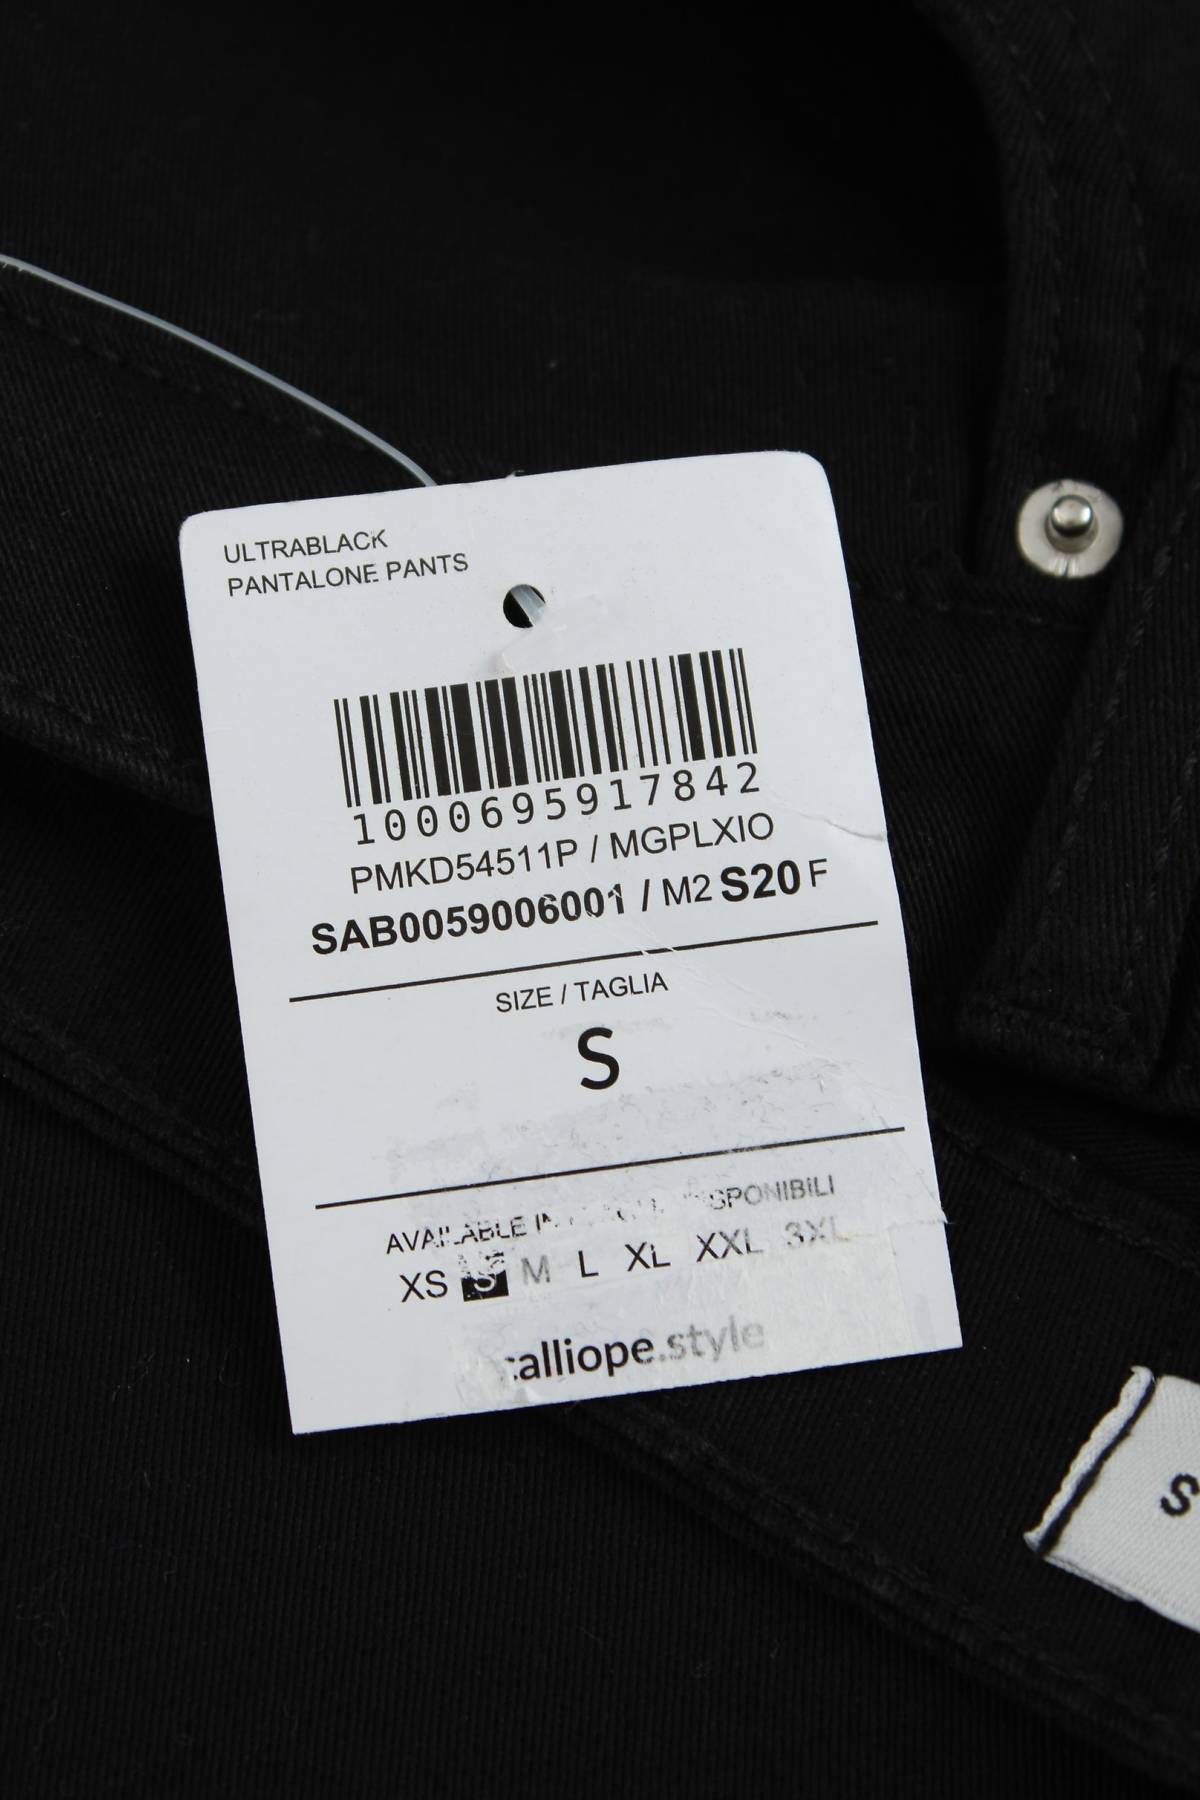 ULTRABLACK
PANTALONE PANTS
1000695917842
PMKD54511P / MGPLXIO
SAB0059006001 / M2 S20 F
SIZE / TAGLIA
S
AVAILABLE IN
XS S M L XL XXL 3XL
calliope.style
S